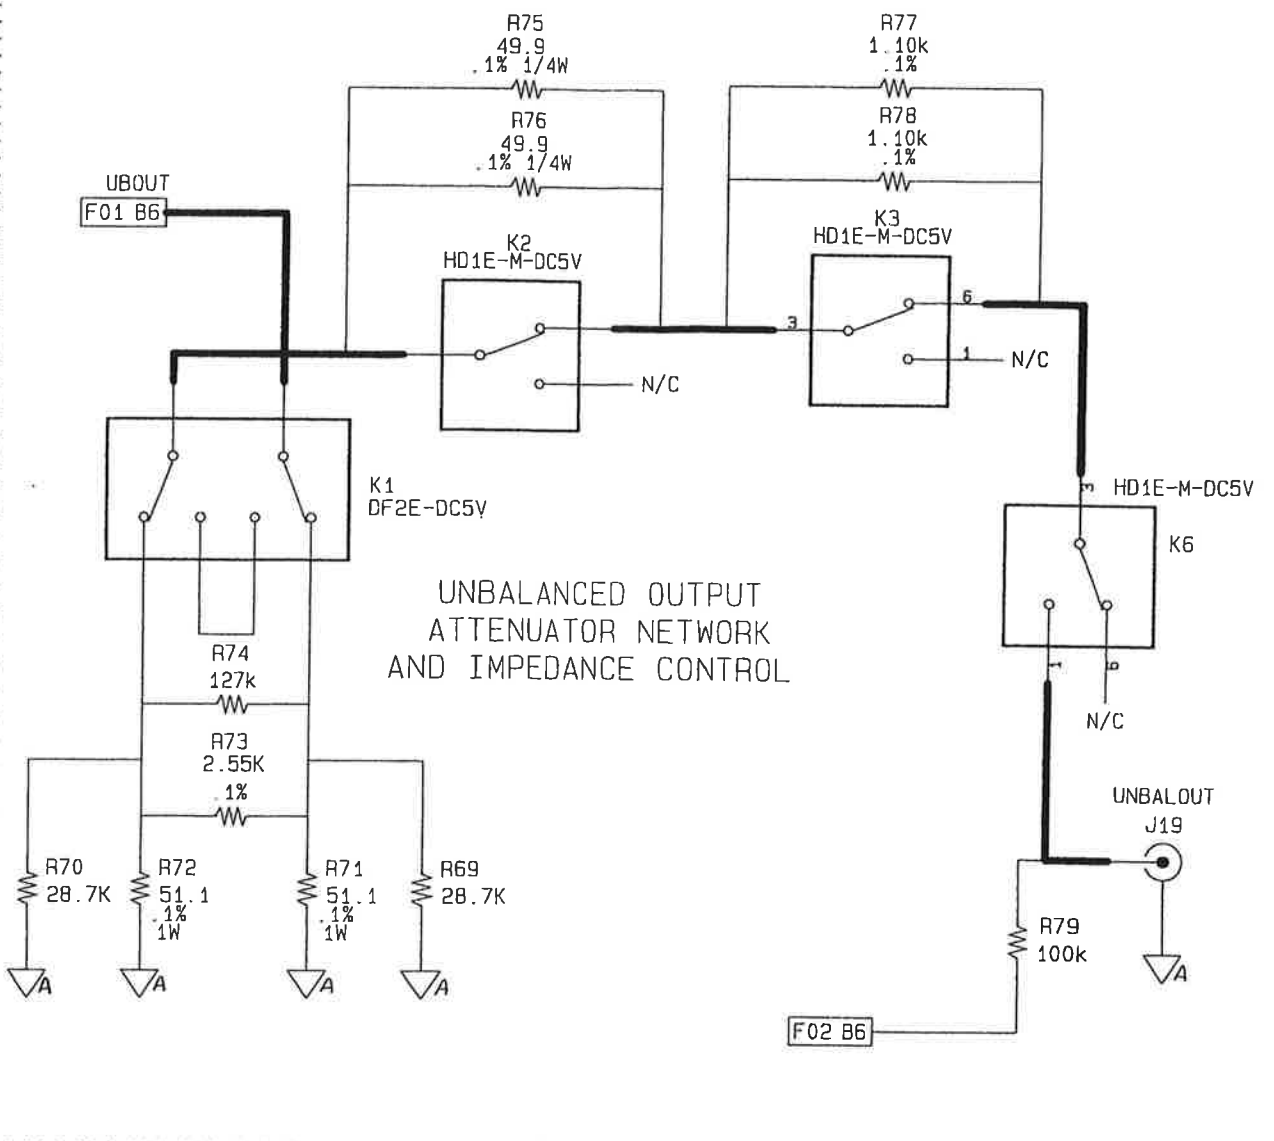 R75
49.9
.1% 1/4W
R76
49.9
.1% 1/4W
R77
1.10k
.1%
R78
1.10k
.1%
UBOUT
F01 B6
K2
HD1E-M-DC5V
N/C
K3
HD1E-M-DC5V
3
6
1
N/C
K1
DF2E-DC5V
3
HD1E-M-DC5V
K6
1
6
N/C
UNBALANCED OUTPUT
ATTENUATOR NETWORK
AND IMPEDANCE CONTROL
R74
127k
R73
2.55K
.1%
R70
28.7K
R72
51.1
.1%
1W
R71
51.1
.1%
1W
R69
28.7K
A
A
A
A
UNBALOUT
J19
R79
100k
A
F02 B6